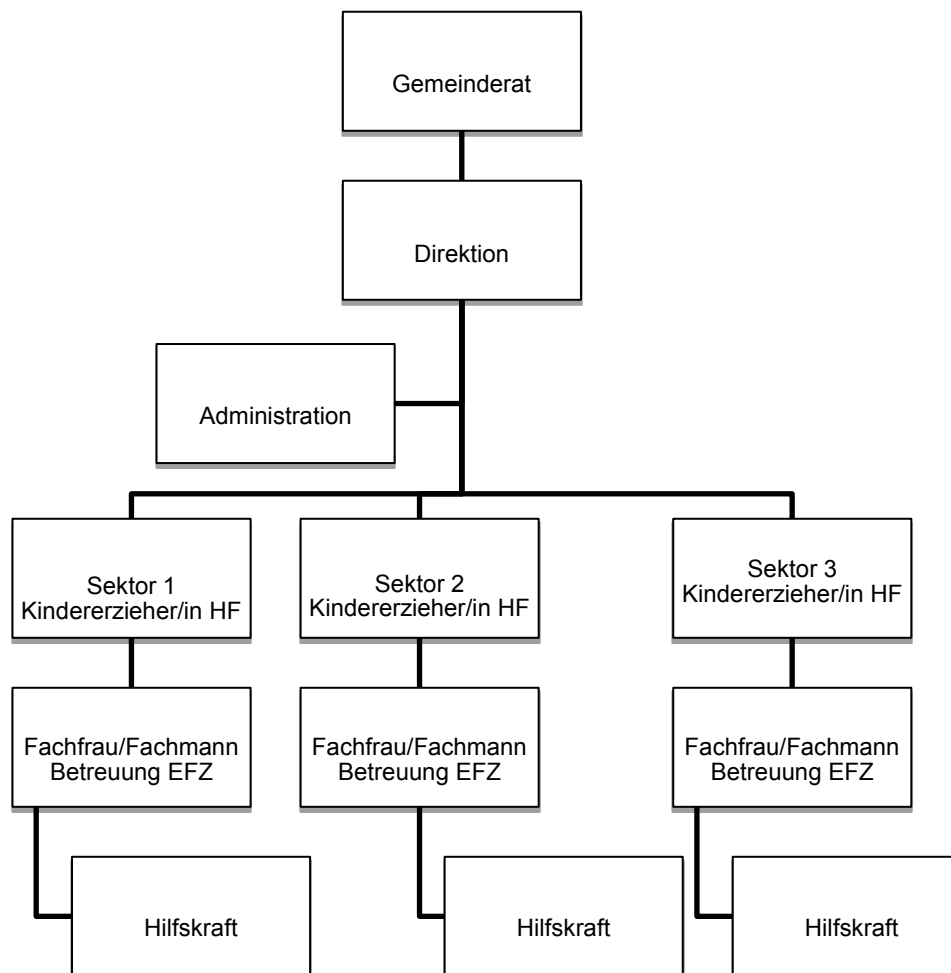 Gemeinderat
Direktion
Administration
Sektor 1
Kindererzieher/in HF
Sektor 2
Kindererzieher/in HF
Sektor 3
Kindererzieher/in HF
Fachfrau/Fachmann
Betreuung EFZ
Fachfrau/Fachmann
Betreuung EFZ
Fachfrau/Fachmann
Betreuung EFZ
Hilfskraft
Hilfskraft
Hilfskraft